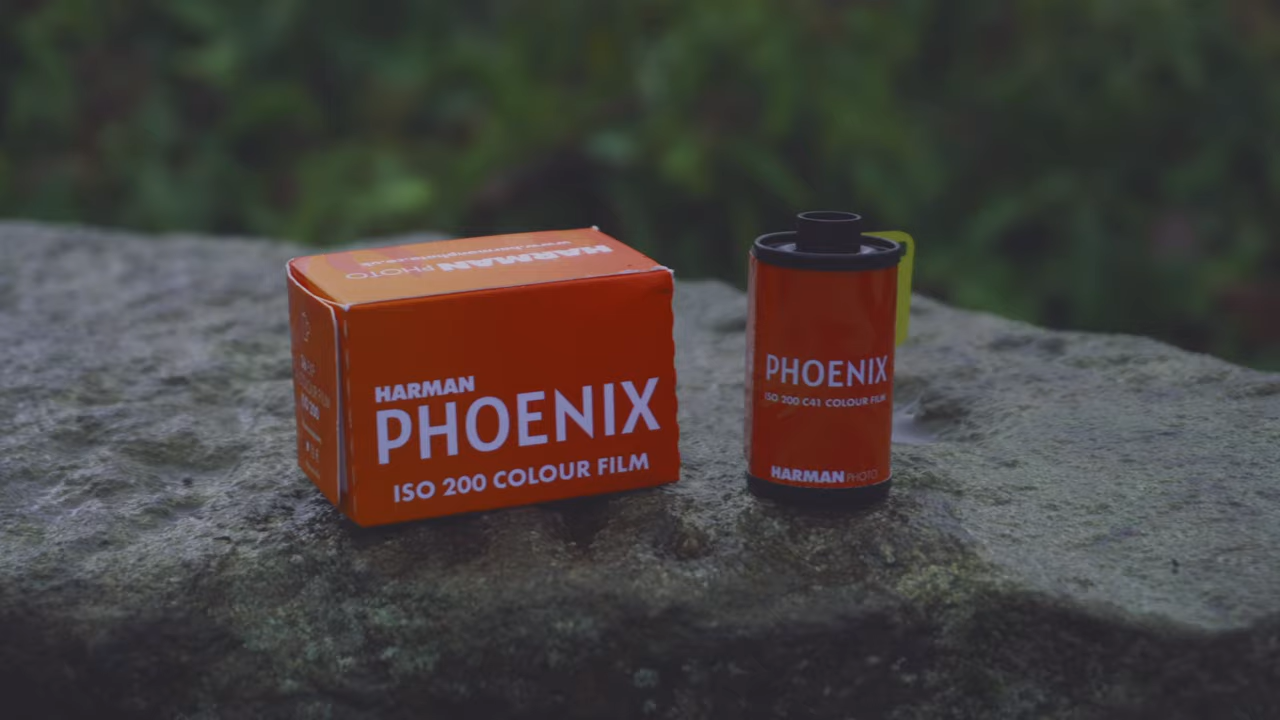 HARMAN PHOTO
HARMAN
PHOENIX
ISO 200 COLOUR FILM
PHOENIX
ISO 200 C41 COLOUR FILM
HARMAN PHOTO